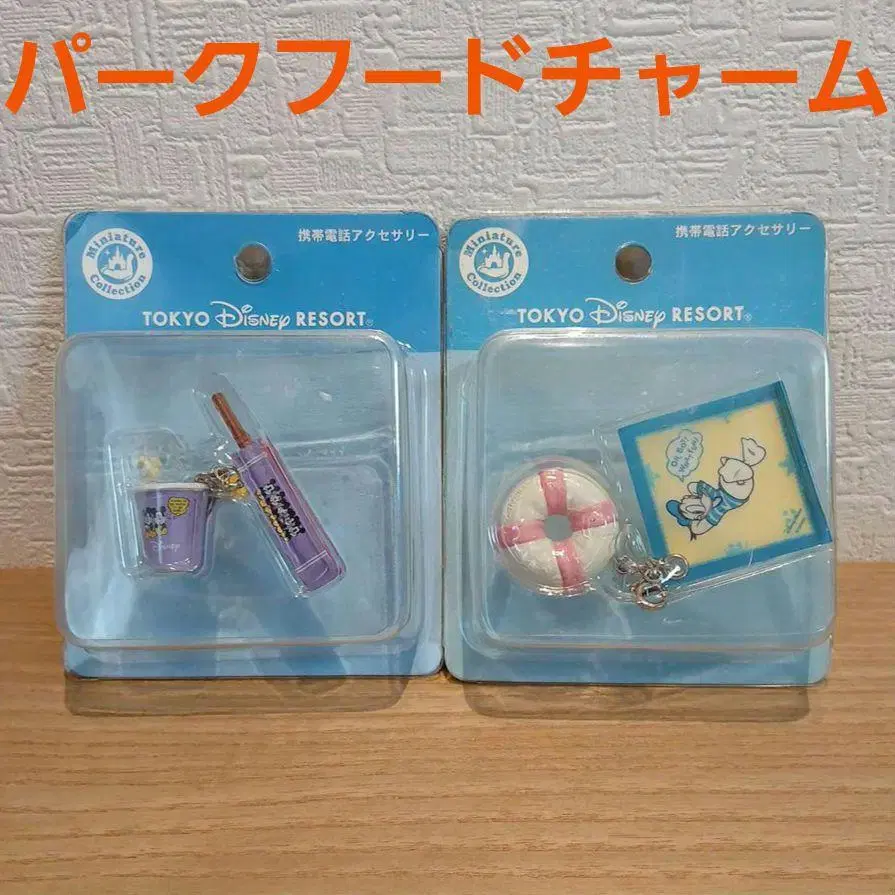 パークフードチャーム
Miniature Collection
携帯電話アクセサリー
TOKYO Disney RESORT®
Disney
Miniature Collection
携帯電話アクセサリー
TOKYO Disney RESORT®
OH, BOY!